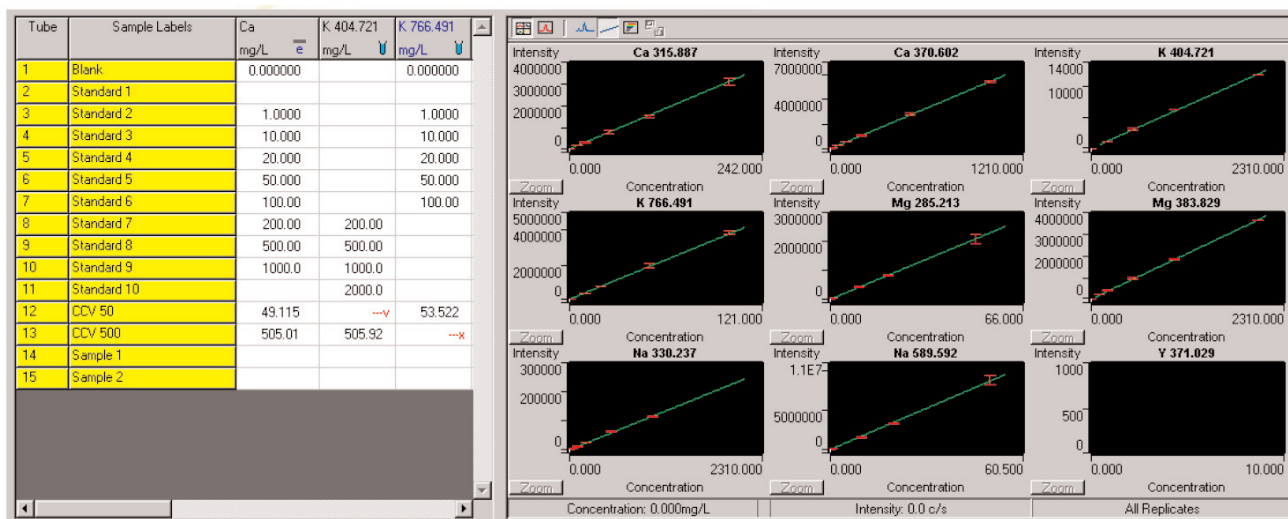 Tube Sample Labels Ca K 404.721 K 766.491
mg/L e mg/L mg/L
1 Blank 0.000000 0.000000
2 Standard 1
3 Standard 2 1.0000 1.0000
4 Standard 3 10.000 10.000
5 Standard 4 20.000 20.000
6 Standard 5 50.000 50.000
7 Standard 6 100.00 100.00
8 Standard 7 200.00 200.00
9 Standard 8 500.00 500.00
10 Standard 9 1000.0 1000.0
11 Standard 10 2000.0
12 CCV 50 49.115 ---v 53.522
13 CCV 500 505.01 505.92 ---x
14 Sample 1
15 Sample 2
Intensity Ca 315.887
4000000
3000000
2000000
0
0.000 242.000
Zoom Concentration
Intensity Ca 370.602
7000000
4000000
0
0.000 1210.000
Zoom Concentration
Intensity K 404.721
14000
10000
0
0.000 2310.000
Zoom Concentration
Intensity K 766.491
5000000
4000000
2000000
0
0.000 121.000
Zoom Concentration
Intensity Mg 285.213
3000000
2000000
0
0.000 66.000
Zoom Concentration
Intensity Mg 383.829
4000000
3000000
2000000
1000000
0
0.000 2310.000
Zoom Concentration
Intensity Na 330.237
300000
200000
0
0.000 2310.000
Zoom Concentration
Intensity Na 589.592
1.1E7
5000000
0
0.000 60.500
Zoom Concentration
Intensity Y 371.029
1000
500
0
0.000 10.000
Zoom Concentration
Concentration: 0.000mg/L Intensity: 0.0 c/s All Replicates